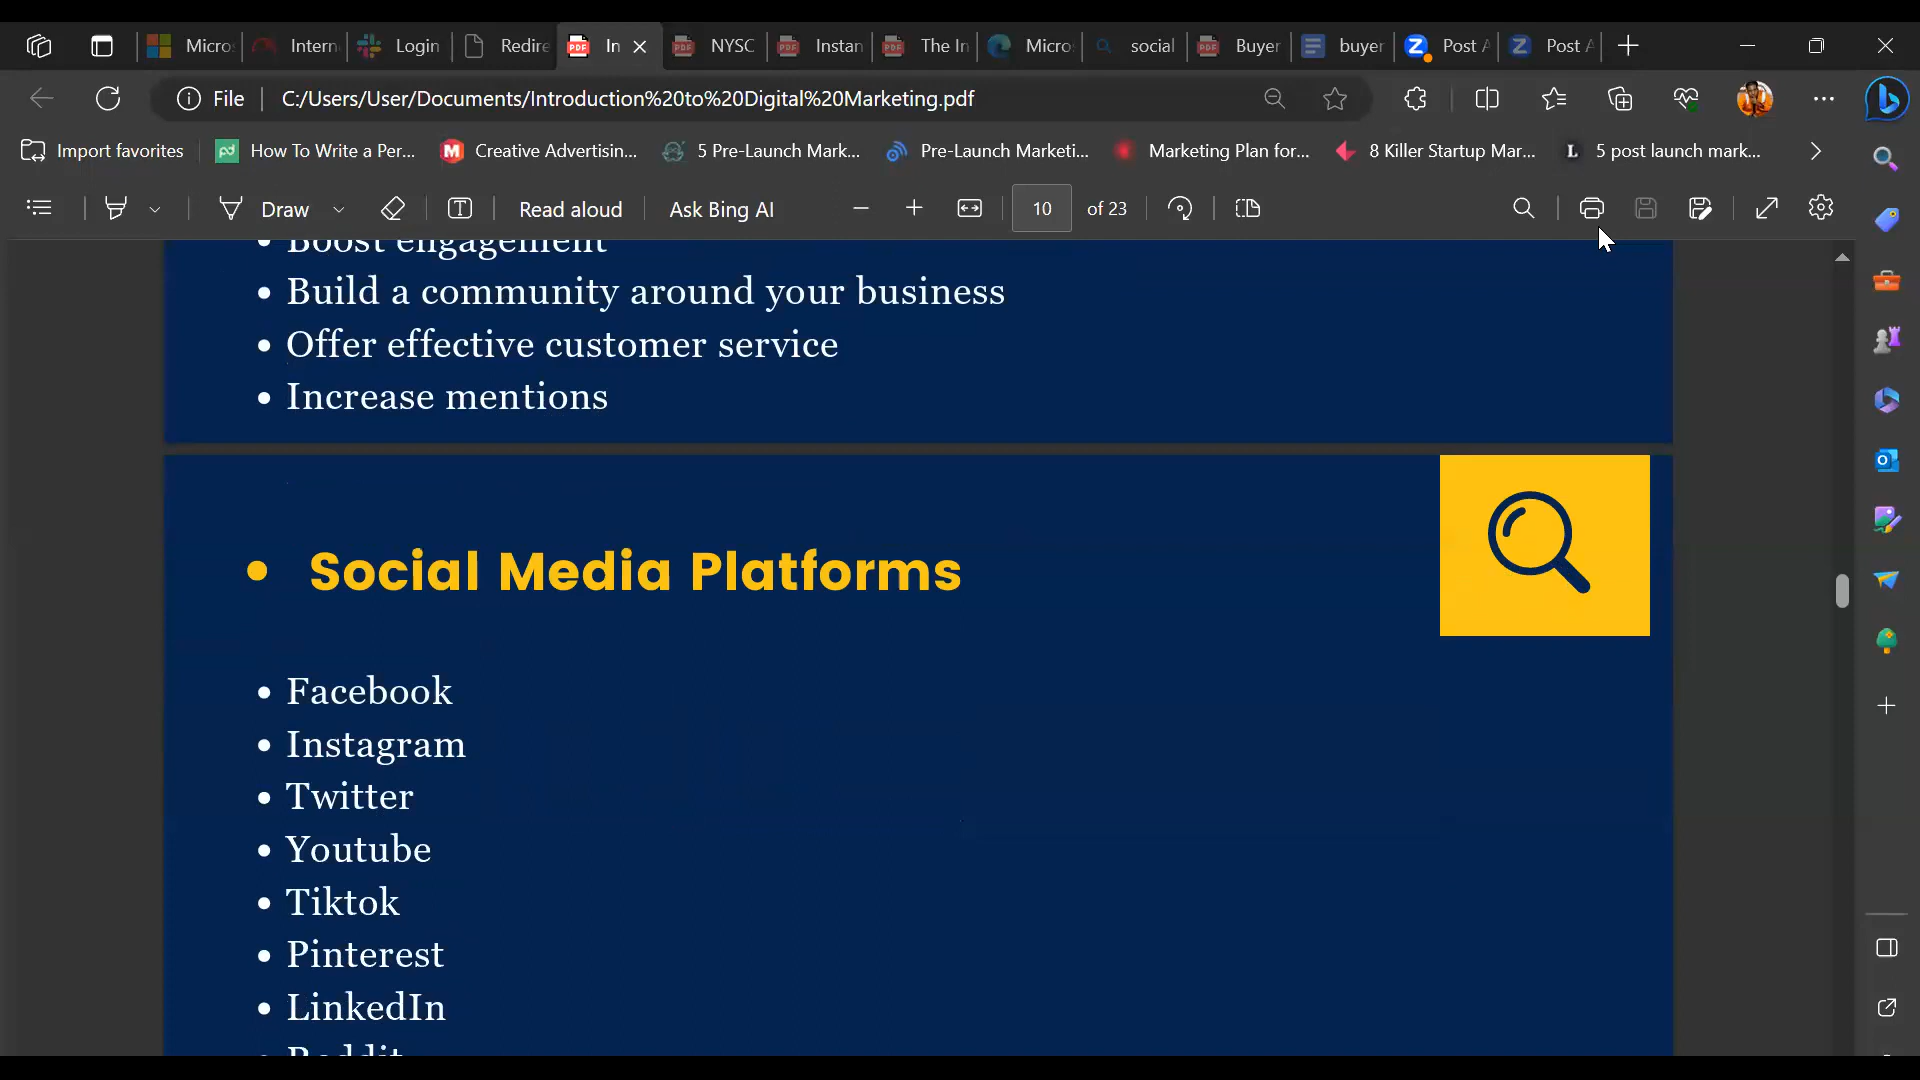 Micro
Intern
Login
Redire
In
NYSC
Instan
The In
Micro
social
Buyer
buyer
Post A
Post A
File
C:/Users/User/Documents/Introduction%20to%20Digital%20Marketing.pdf
Import favorites
How To Write a Per...
Creative Advertisin...
5 Pre-Launch Mark...
Pre-Launch Marketi...
Marketing Plan for...
8 Killer Startup Mar...
5 post launch mark...
Draw
Read aloud
Ask Bing AI
10 of 23
• Boost engagement
• Build a community around your business
• Offer effective customer service
• Increase mentions
• Social Media Platforms
• Facebook
• Instagram
• Twitter
• Youtube
• Tiktok
• Pinterest
• LinkedIn
• Reddit